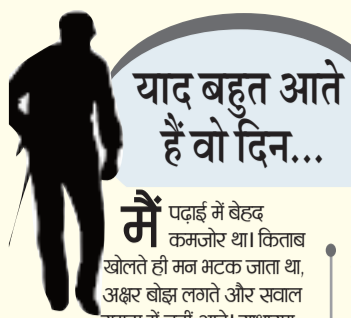 याद बहुत आते
हैं वो दिन...
मैं पढ़ाई में बेहद
कमजोर था। किताब
खोलते ही मन भटक जाता था,
अक्षर बोझ लगते और सवाल